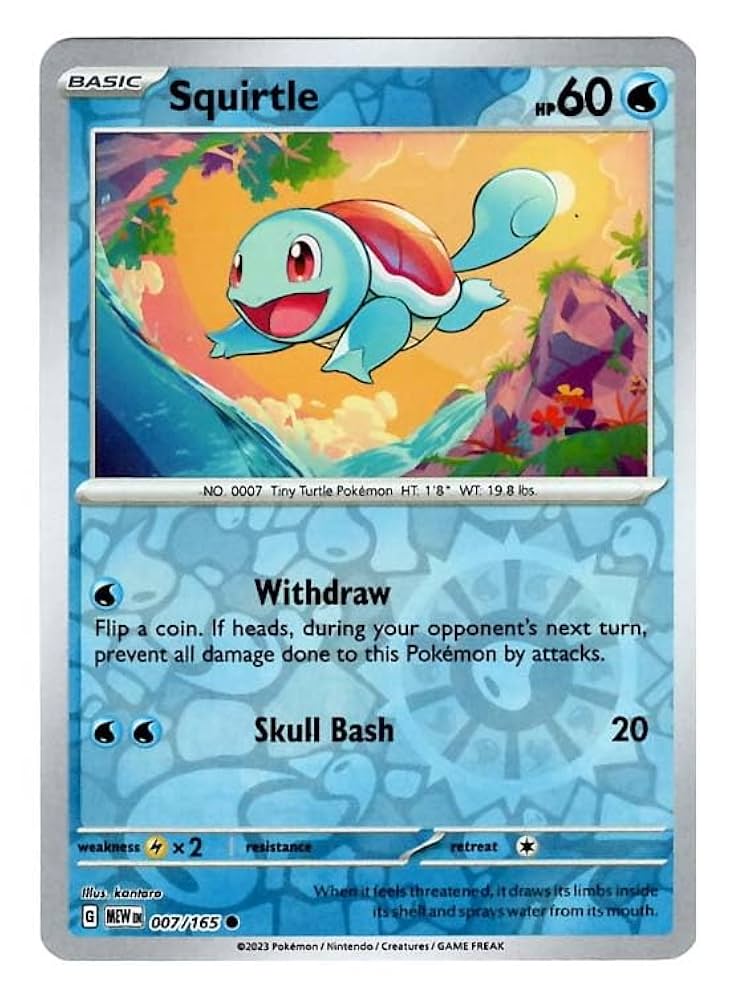 BASIC Squirtle HP 60
NO. 0007 Tiny Turtle Pokémon HT: 1'8" WT: 19.8 lbs.
Withdraw
Flip a coin. If heads, during your opponent's next turn,
prevent all damage done to this Pokémon by attacks.
Skull Bash 20
weakness ×2 resistance retreat
Illus. kantaro
When it feels threatened, it draws its limbs inside
its shell and sprays water from its mouth.
G MEW EN 007/165
©2023 Pokémon / Nintendo / Creatures / GAME FREAK